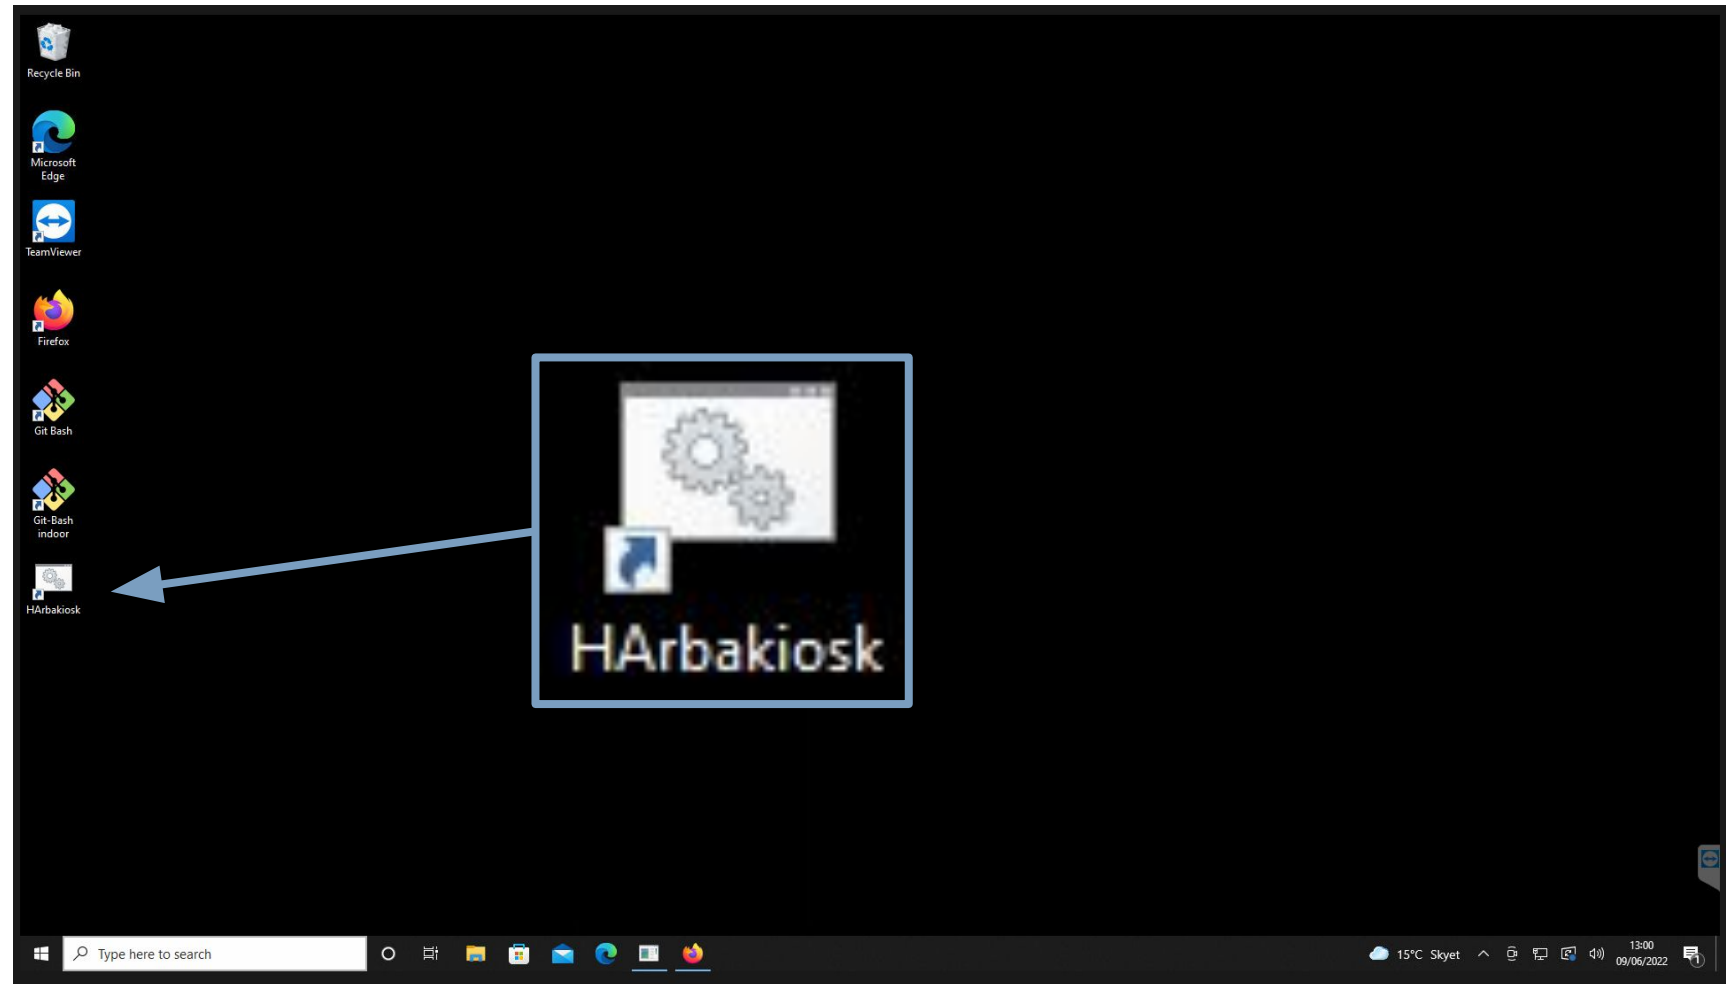 Recycle Bin
Microsoft
Edge
TeamViewer
Firefox
Git Bash
Git-Bash
indoor
HArbakiosk
HArbakiosk
Type here to search
15°C Skyet
13:00
09/06/2022
1